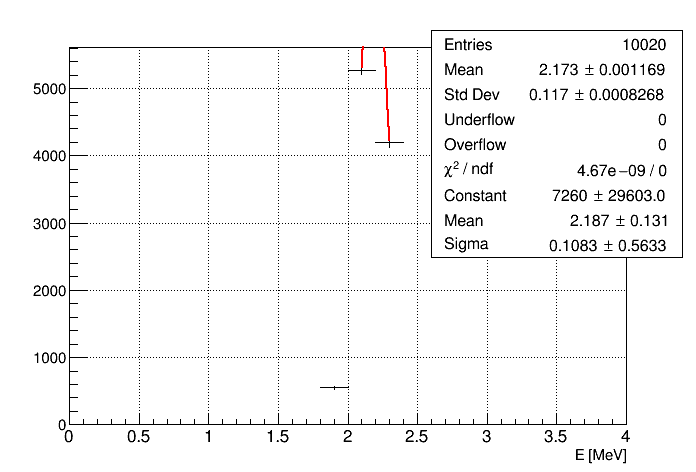 Entries 10020
Mean 2.173 ± 0.001169
Std Dev 0.117 ± 0.0008268
Underflow 0
Overflow 0
χ² / ndf 4.67e−09 / 0
Constant 7260 ± 29603.0
Mean 2.187 ± 0.131
Sigma 0.1083 ± 0.5633
5000
4000
3000
2000
1000
0
0 0.5 1 1.5 2 2.5 3 3.5 4
E [MeV]